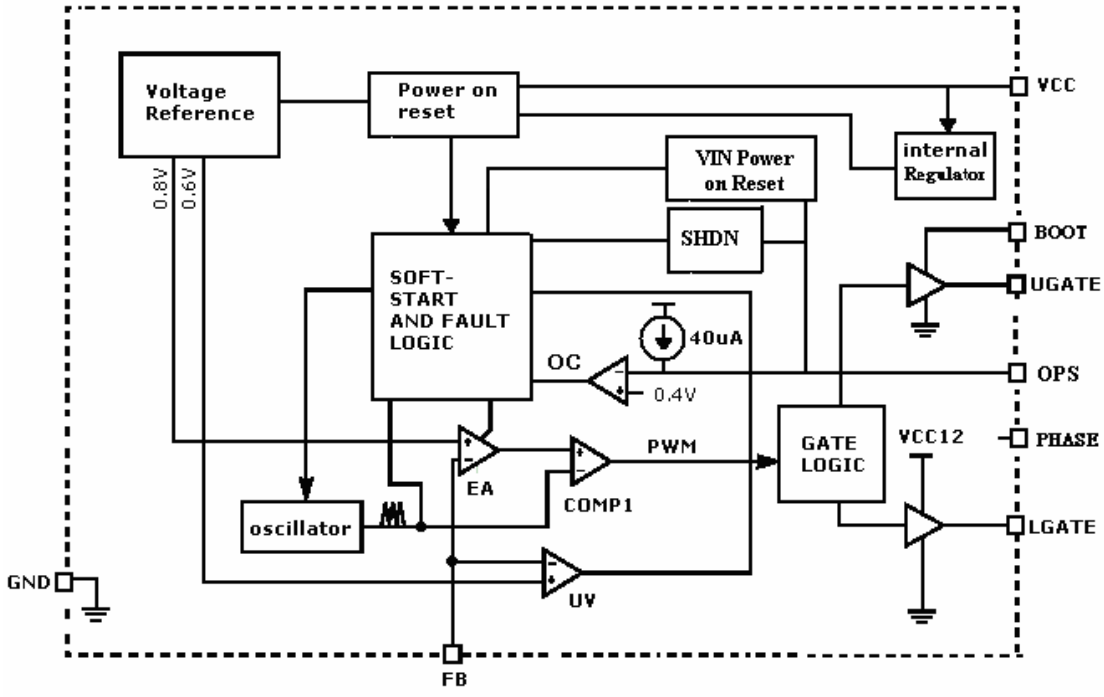 Voltage
Reference
Power on
reset
VCC
internal
Regulator
VIN Power
on Reset
0.8V
0.6V
SHDN
BOOT
UGATE
SOFT-
START
AND FAULT
LOGIC
40uA
OC
- 
+
0.4V
OPS
GATE
LOGIC
VCC12
PHASE
+
-
EA
+
-
COMP1
PWM
oscillator
LGATE
GND
-
+
UV
FB